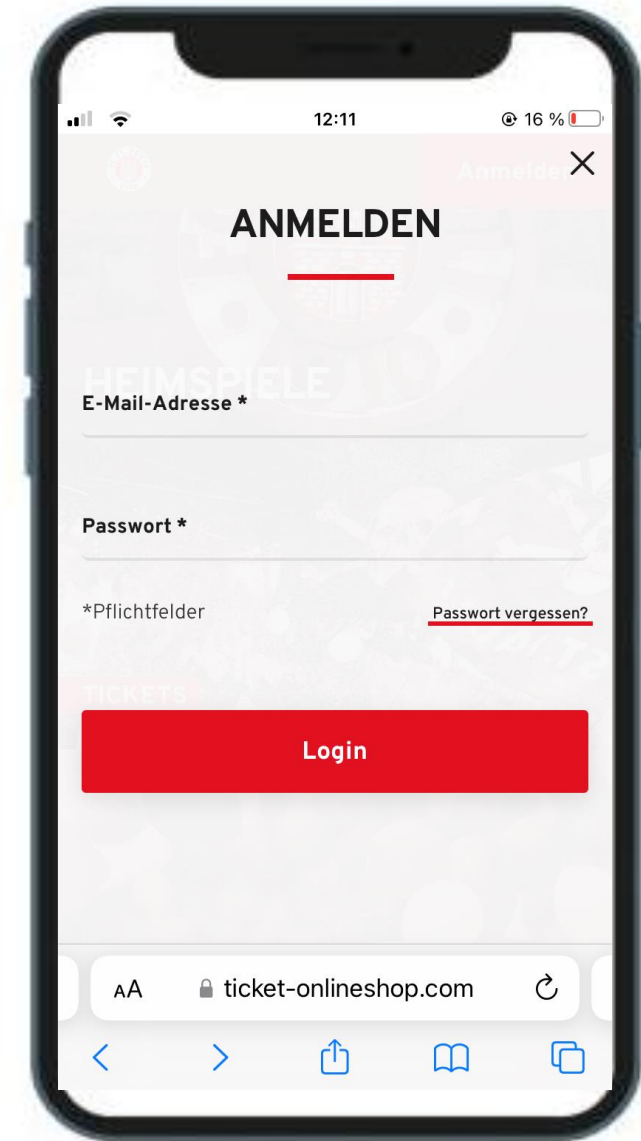 12:11
16 %
Anmelden
ANMELDEN
HEIMSPIELE
E-Mail-Adresse *
Passwort *
*Pflichtfelder
Passwort vergessen?
TICKETS
Login
AA
ticket-onlineshop.com